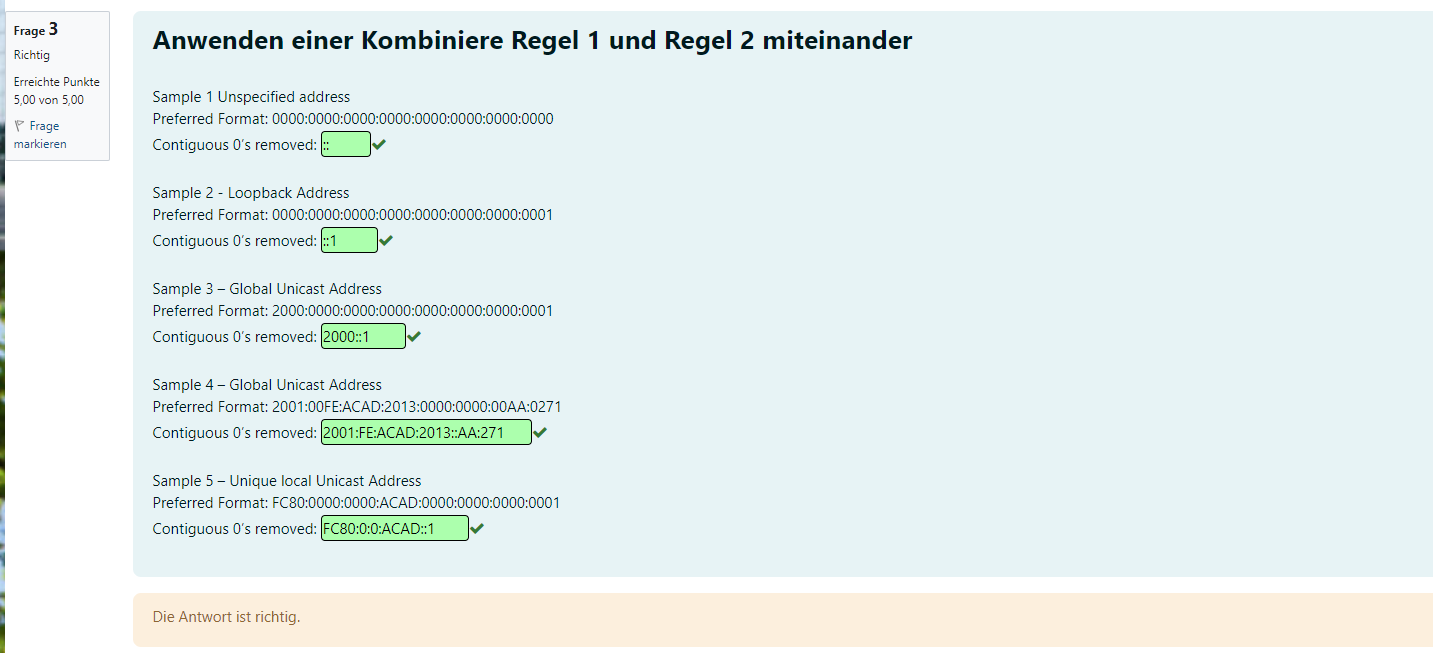 Frage 3
Richtig
Erreichte Punkte
5,00 von 5,00
Frage
markieren
Anwenden einer Kombiniere Regel 1 und Regel 2 miteinander
Sample 1 Unspecified address
Preferred Format: 0000:0000:0000:0000:0000:0000:0000:0000
Contiguous 0's removed: ::
Sample 2 - Loopback Address
Preferred Format: 0000:0000:0000:0000:0000:0000:0000:0001
Contiguous 0's removed: ::1
Sample 3 – Global Unicast Address
Preferred Format: 2000:0000:0000:0000:0000:0000:0000:0001
Contiguous 0's removed: 2000::1
Sample 4 – Global Unicast Address
Preferred Format: 2001:00FE:ACAD:2013:0000:0000:00AA:0271
Contiguous 0's removed: 2001:FE:ACAD:2013::AA:271
Sample 5 – Unique local Unicast Address
Preferred Format: FC80:0000:0000:ACAD:0000:0000:0000:0001
Contiguous 0's removed: FC80:0:0:ACAD::1
Die Antwort ist richtig.